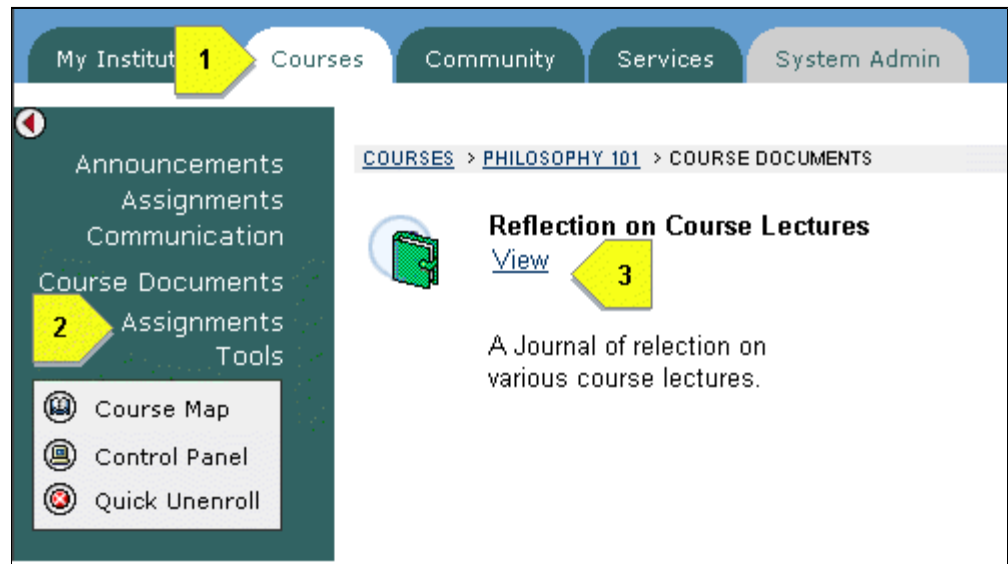 My Institut 1 Courses Community Services System Admin
Announcements
Assignments
Communication
Course Documents
2 Assignments
Tools
Course Map
Control Panel
Quick Unenroll
COURSES > PHILOSOPHY 101 > COURSE DOCUMENTS
Reflection on Course Lectures
View 3
A Journal of relection on
various course lectures.